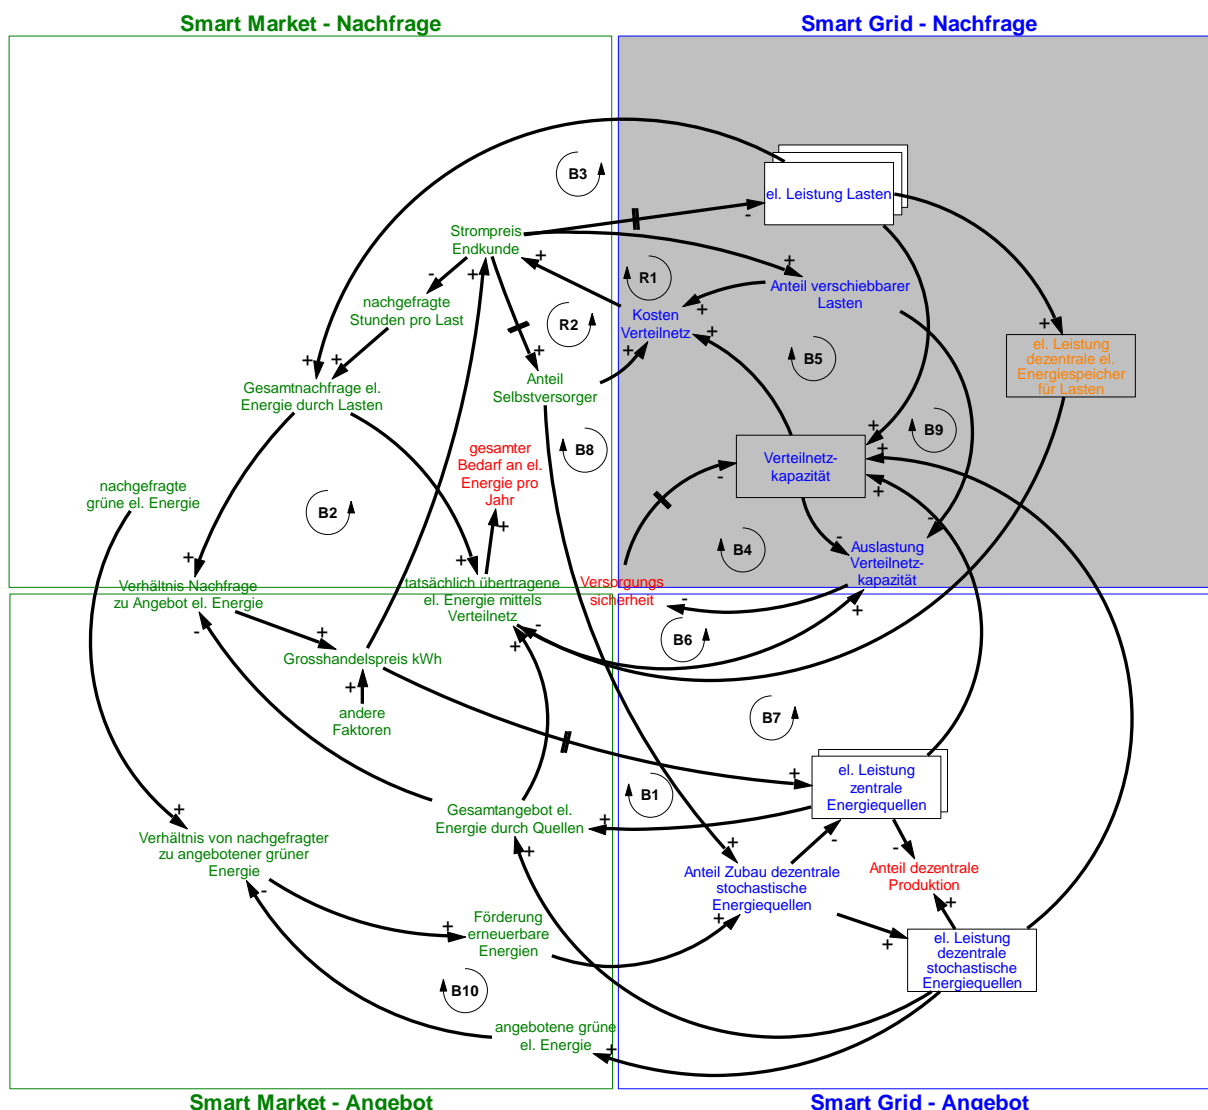 Smart Market - Nachfrage
Smart Grid - Nachfrage
B3
el. Leistung Lasten
-
Strompreis
Endkunde
+
+
-
+
R1
Anteil verschiebbarer
Lasten
nachgefragte
Stunden pro Last
R2
Kosten
Verteilnetz
+
+
+
+
el. Leistung
dezentrale el.
Energiespeicher
für Lasten
+
+
+
B5
Gesamtnachfrage el.
Energie durch Lasten
Anteil
Selbstversorger
B8
B9
+
+
gesamter
Bedarf an el.
Energie pro
Jahr
Verteilnetz-
kapazität
-
+
nachgefragte
grüne el. Energie
B2
+
-
B4
-
Auslastung
Verteilnetz-
kapazität
+
+
Verhältnis Nachfrage
zu Angebot el. Energie
tatsächlich übertragene
el. Energie mittels
Verteilnetz
Versorgungs
sicherheit
-
+
-
+
-
+
B6
Grosshandelspreis kWh
+
andere
Faktoren
B7
el. Leistung
zentrale
Energiequellen
+
B1
Gesamtangebot el.
Energie durch Quellen
+
+
Verhältnis von nachgefragter
zu angebotener grüner
Energie
+
+
-
-
Anteil Zubau dezentrale
stochastische
Energiequellen
Anteil dezentrale
Produktion
-
+
+
+
+
Förderung
erneuerbare
Energien
el. Leistung
dezentrale
stochastische
Energiequellen
B10
angebotene grüne
el. Energie
+
Smart Market - Angebot
Smart Grid - Angebot